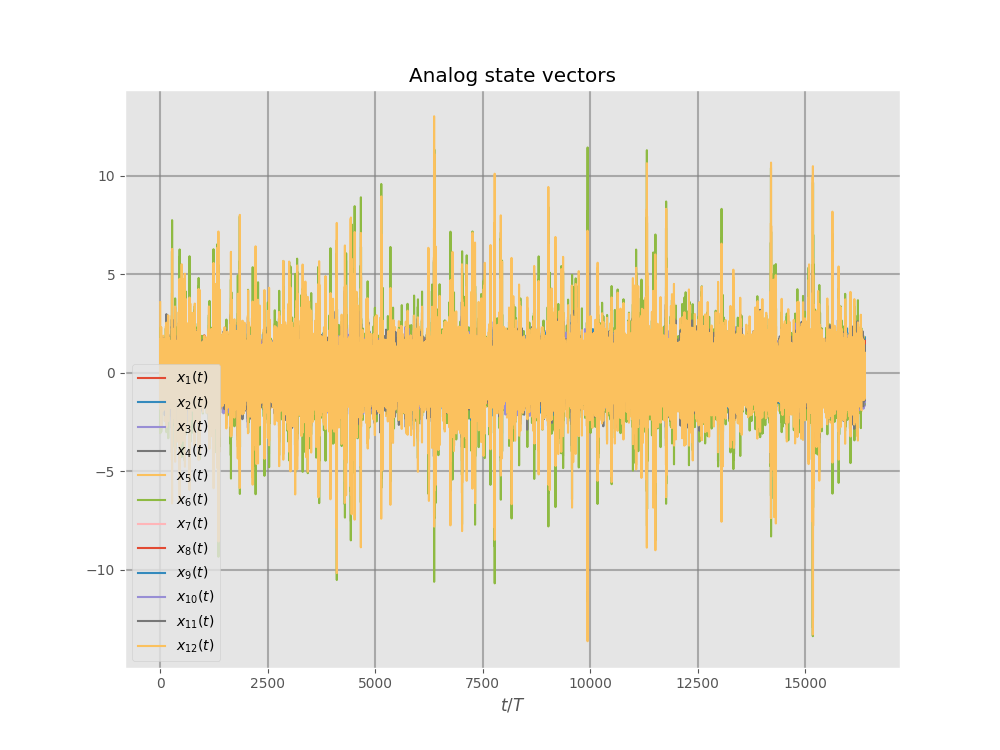 Analog state vectors
10
5
0
−5
−10
x₁(t)
x₂(t)
x₃(t)
x₄(t)
x₅(t)
x₆(t)
x₇(t)
x₈(t)
x₉(t)
x₁₀(t)
x₁₁(t)
x₁₂(t)
0 2500 5000 7500 10000 12500 15000
t/T